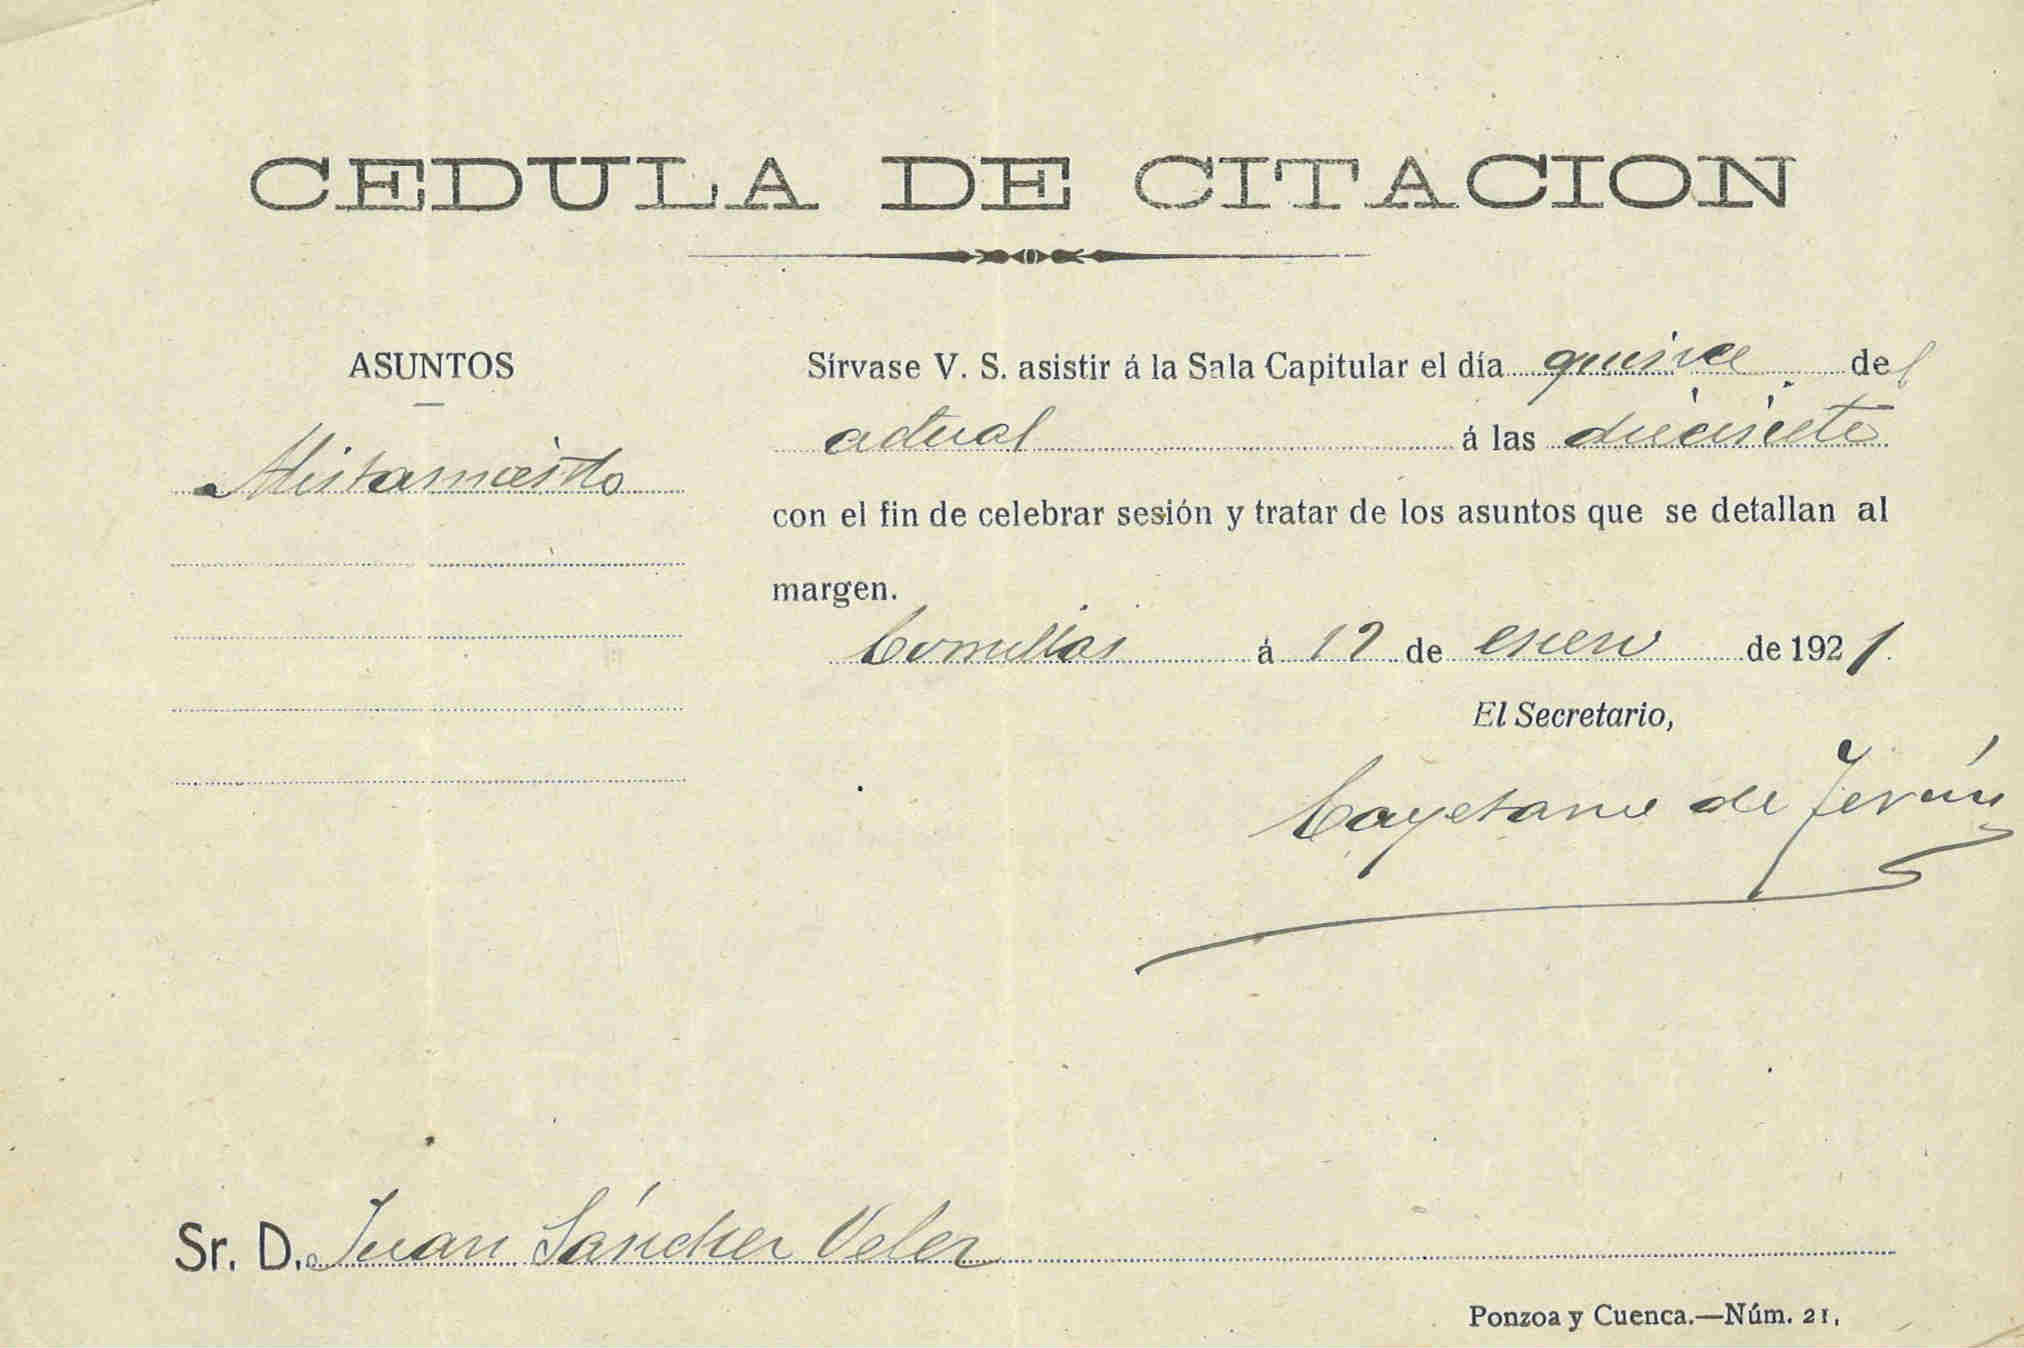 CEDULA DE CITACION
ASUNTOS
Alistamiento
Sírvase V. S. asistir á la Sala Capitular el día quince del
actual á las diecisiete
con el fin de celebrar sesión y tratar de los asuntos que se detallan al
margen.
Comillas á 12 de enero de 1921.
El Secretario,
Cayetano de Terán
Sr. D. Juan Sánchez Velez
Ponzoa y Cuenca.—Núm. 21.